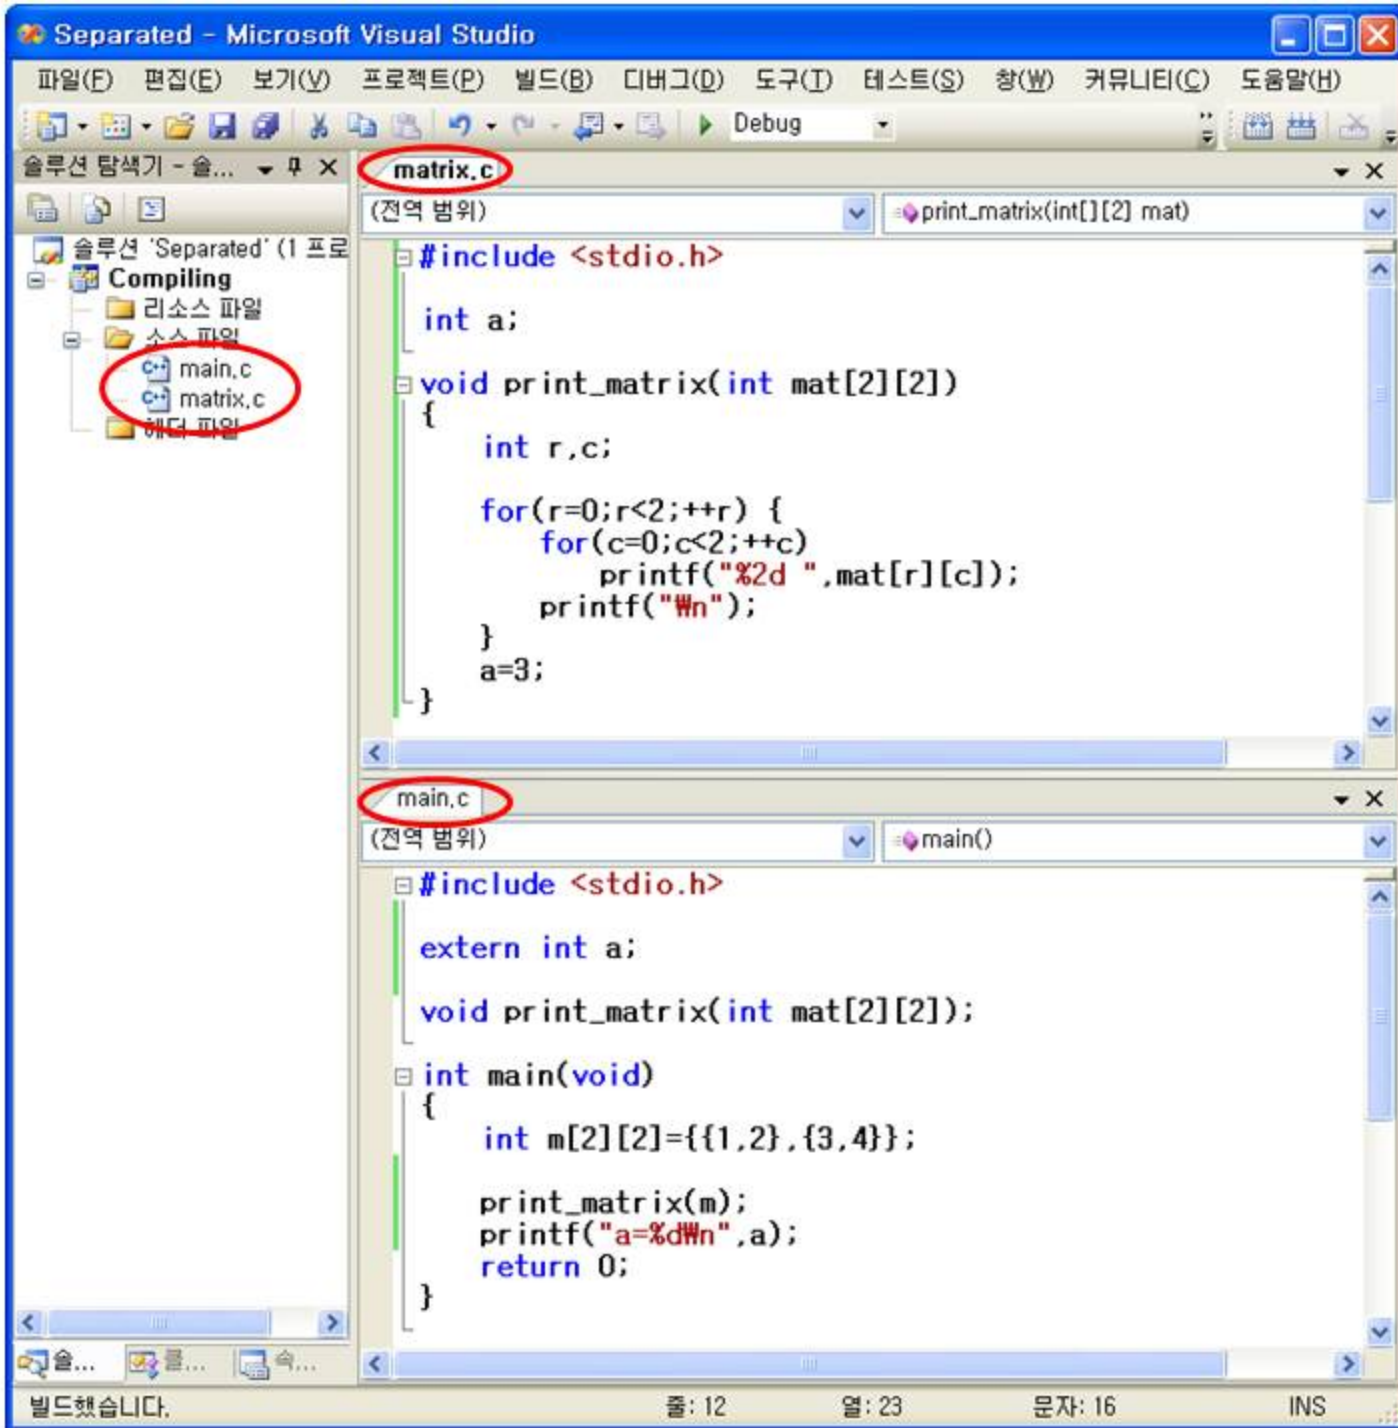 Separated - Microsoft Visual Studio
파일(F) 편집(E) 보기(V) 프로젝트(P) 빌드(B) 디버그(D) 도구(T) 테스트(S) 창(W) 커뮤니티(C) 도움말(H)
Debug
솔루션 탐색기 - 솔...
솔루션 'Separated' (1 프로
Compiling
리소스 파일
소스 파일
main.c
matrix.c
헤더 파일
솔...
클...
속...
matrix.c
(전역 범위) print_matrix(int[][2] mat)
#include <stdio.h>
int a;
void print_matrix(int mat[2][2])
{
int r,c;
for(r=0;r<2;++r) {
for(c=0;c<2;++c)
printf("%2d ",mat[r][c]);
printf("₩n");
}
a=3;
}
main.c
(전역 범위) main()
#include <stdio.h>
extern int a;
void print_matrix(int mat[2][2]);
int main(void)
{
int m[2][2]={{1,2},{3,4}};
print_matrix(m);
printf("a=%d₩n",a);
return 0;
}
빌드했습니다. 줄: 12 열: 23 문자: 16 INS